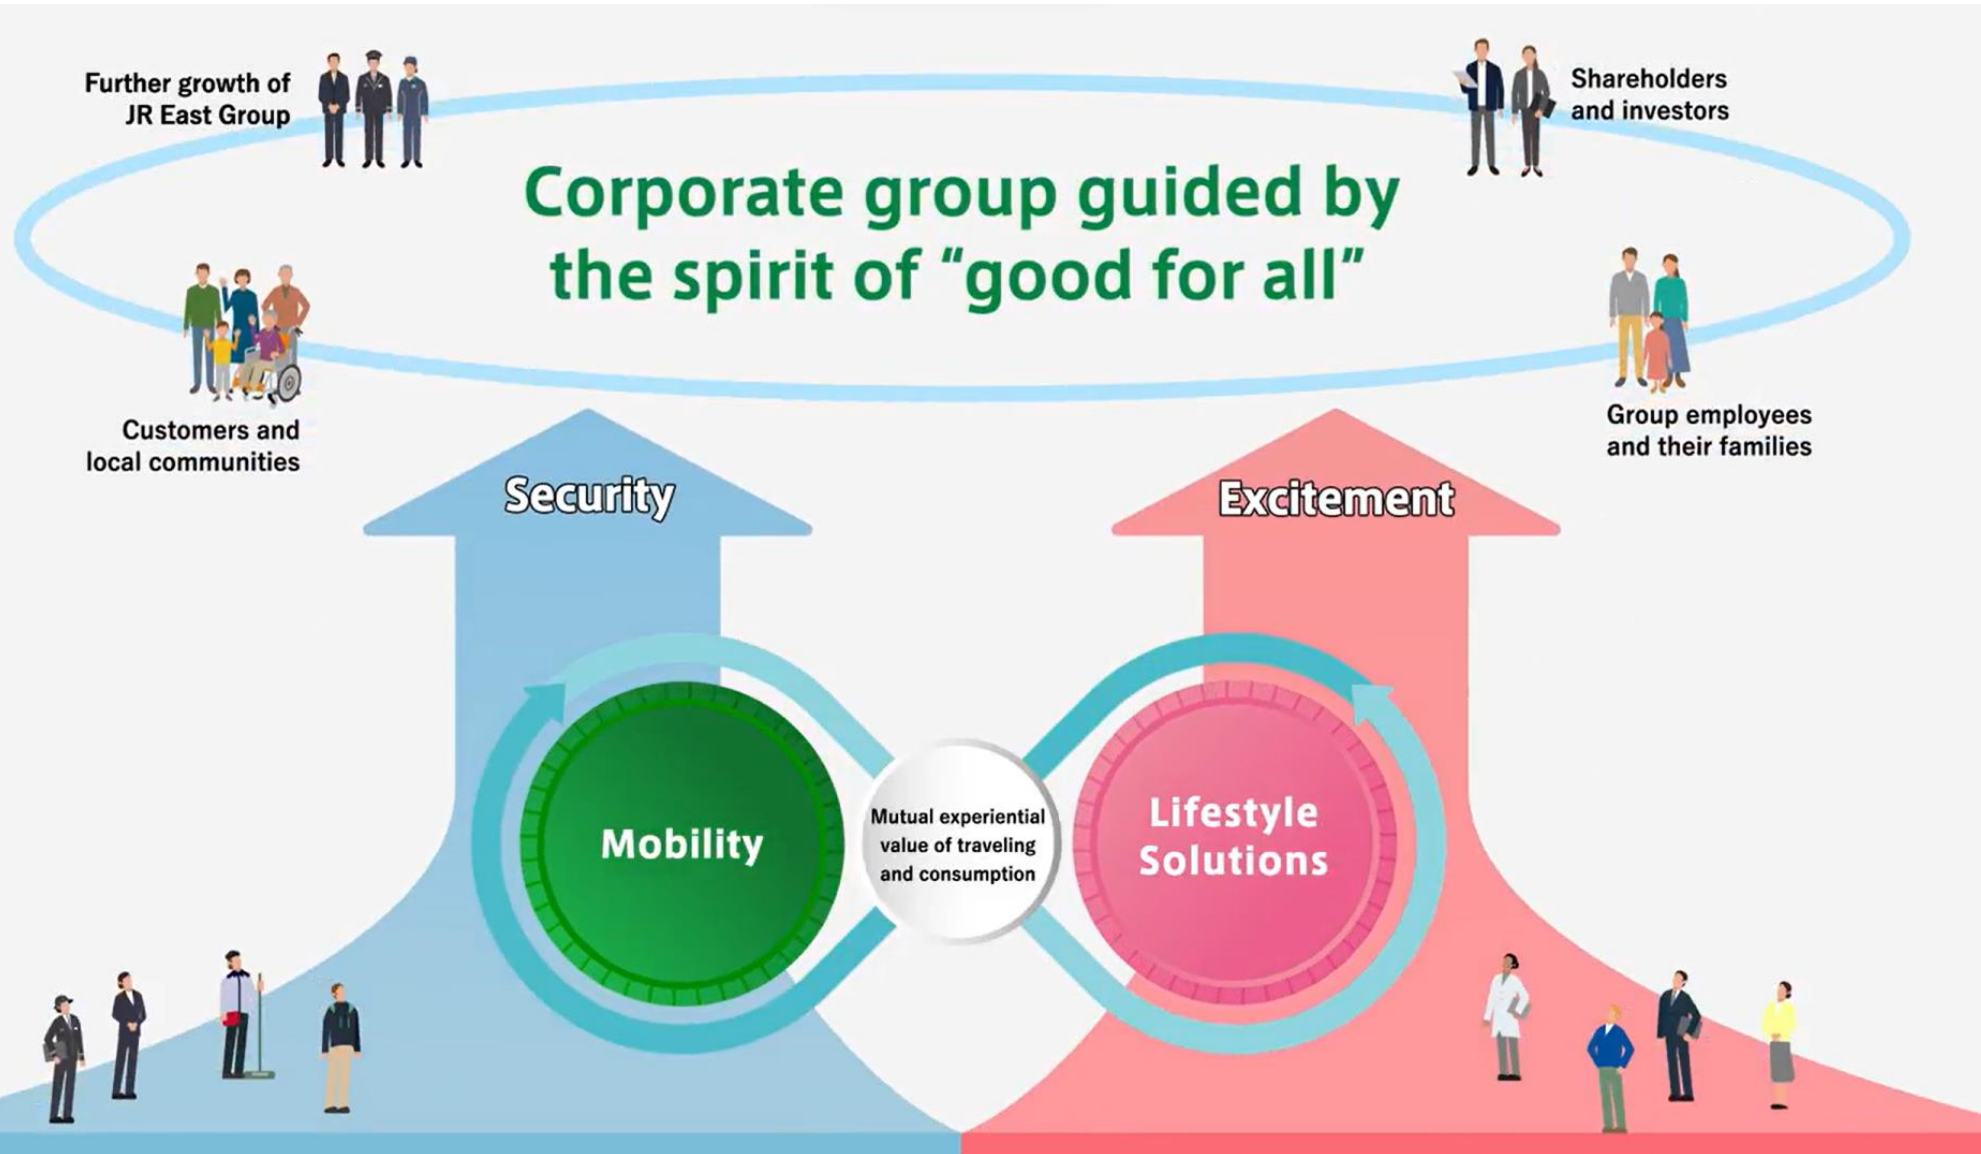 Further growth of
JR East Group
Shareholders
and investors
Corporate group guided by
the spirit of “good for all”
Customers and
local communities
Group employees
and their families
Security
Excitement
Mobility
Mutual experiential
value of traveling
and consumption
Lifestyle
Solutions